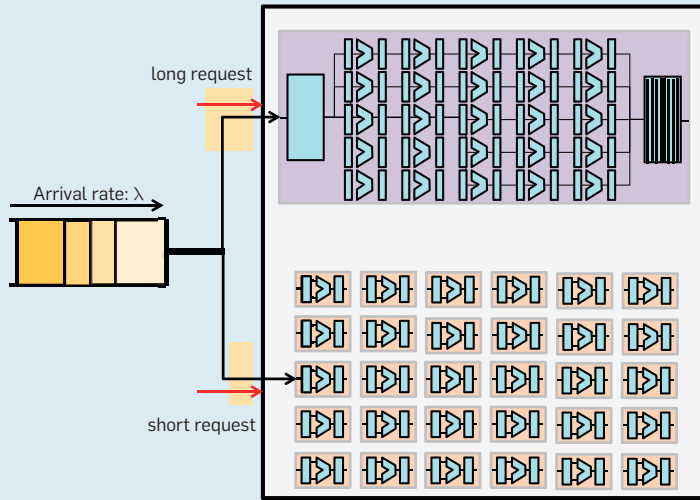 long request
Arrival rate: λ
short request